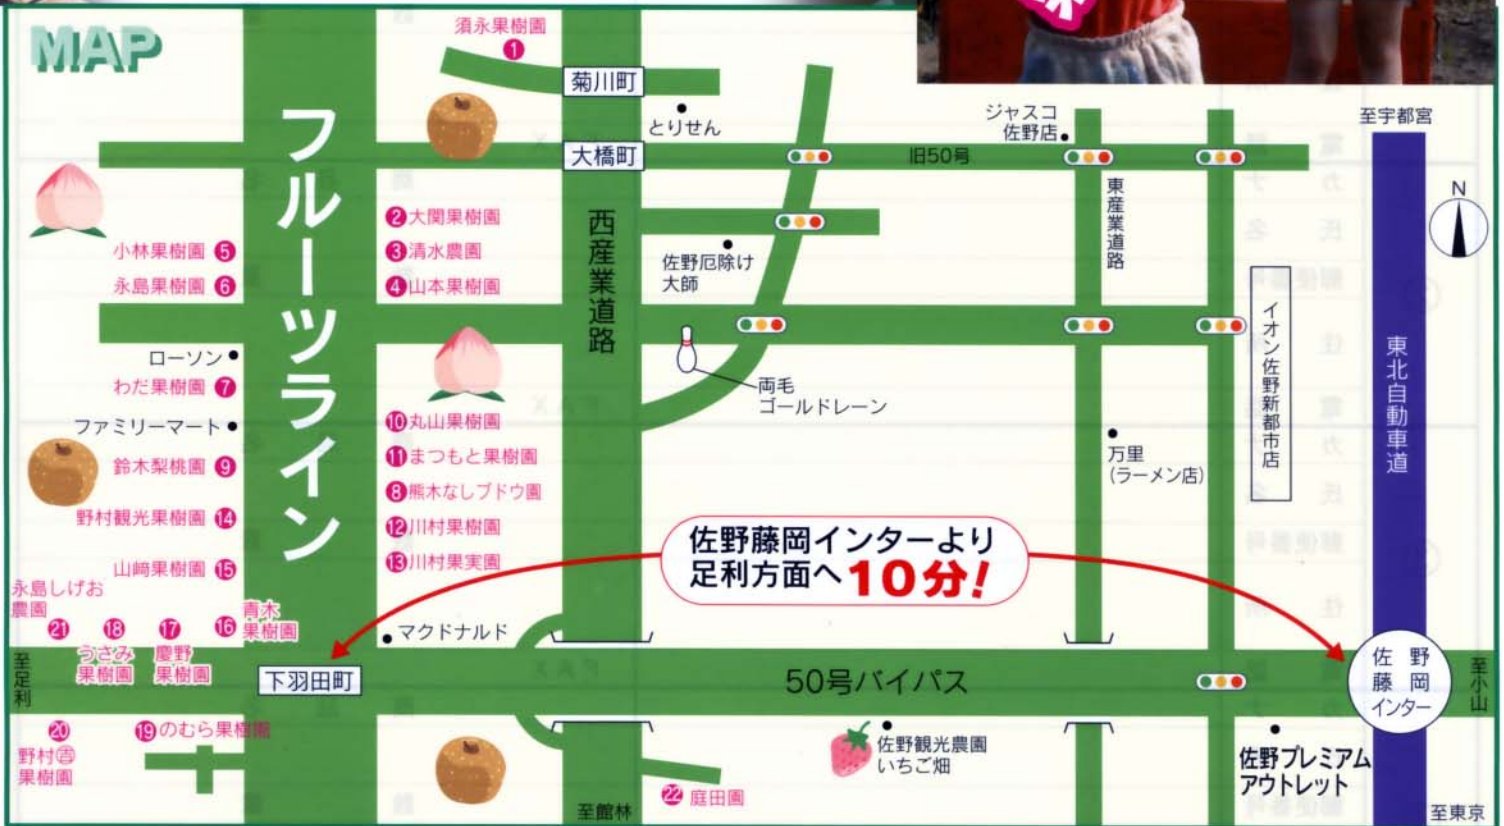 MAP
須永果樹園
1
菊川町
とりせん
大橋町
旧50号
ジャスコ
佐野店
至宇都宮
N
フルーツライン
西産業道路
東産業道路
東北自動車道
2 大関果樹園
3 清水農園
4 山本果樹園
小林果樹園 5
永島果樹園 6
佐野厄除け
大師
イオン佐野新都市店
ローソン
わだ果樹園 7
ファミリーマート
鈴木梨桃園 9
野村観光果樹園 14
山﨑果樹園 15
両毛
ゴールドレーン
10 丸山果樹園
11 まつもと果樹園
8 熊木なしブドウ園
12 川村果樹園
13 川村果実園
万里
(ラーメン店)
佐野藤岡インターより
足利方面へ10分!
永島しげお
農園
21
18
うさみ
果樹園
17
慶野
果樹園
16
青木
果樹園
マクドナルド
至足利
下羽田町
50号バイパス
佐野
藤岡
インター
至小山
20
野村㊂
果樹園
19 のむら果樹園
佐野観光農園
いちご畑
佐野プレミアム
アウトレット
22 庭田園
至館林
至東京